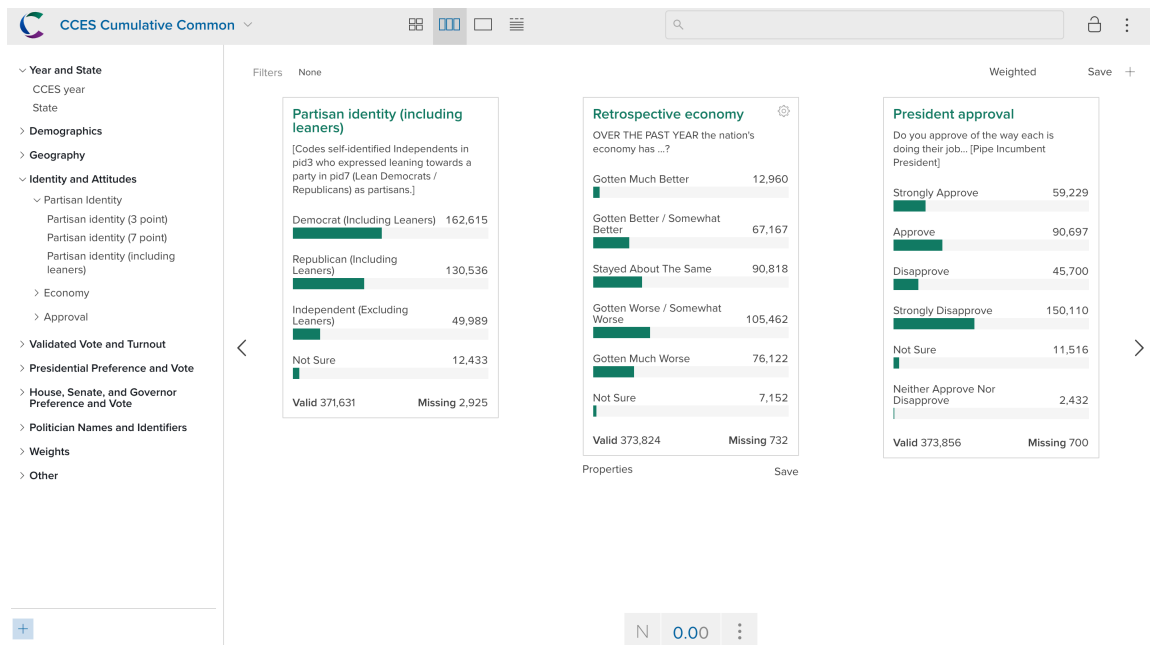 CCES Cumulative Common
Year and State
CCES year
State
Demographics
Geography
Identity and Attitudes
Partisan Identity
Partisan identity (3 point)
Partisan identity (7 point)
Partisan identity (including
leaners)
Economy
Approval
Validated Vote and Turnout
Presidential Preference and Vote
House, Senate, and Governor
Preference and Vote
Politician Names and Identifiers
Weights
Other
Filters None
Weighted Save
Partisan identity (including
leaners)
[Codes self-identified Independents in
pid3 who expressed leaning towards a
party in pid7 (Lean Democrats /
Republicans) as partisans.]
Democrat (Including Leaners) 162,615
Republican (Including
Leaners) 130,536
Independent (Excluding
Leaners) 49,989
Not Sure 12,433
Valid 371,631 Missing 2,925
Retrospective economy
OVER THE PAST YEAR the nation's
economy has ...?
Gotten Much Better 12,960
Gotten Better / Somewhat
Better 67,167
Stayed About The Same 90,818
Gotten Worse / Somewhat
Worse 105,462
Gotten Much Worse 76,122
Not Sure 7,152
Valid 373,824 Missing 732
Properties Save
President approval
Do you approve of the way each is
doing their job... [Pipe Incumbent
President]
Strongly Approve 59,229
Approve 90,697
Disapprove 45,700
Strongly Disapprove 150,110
Not Sure 11,516
Neither Approve Nor
Disapprove 2,432
Valid 373,856 Missing 700
N 0.00